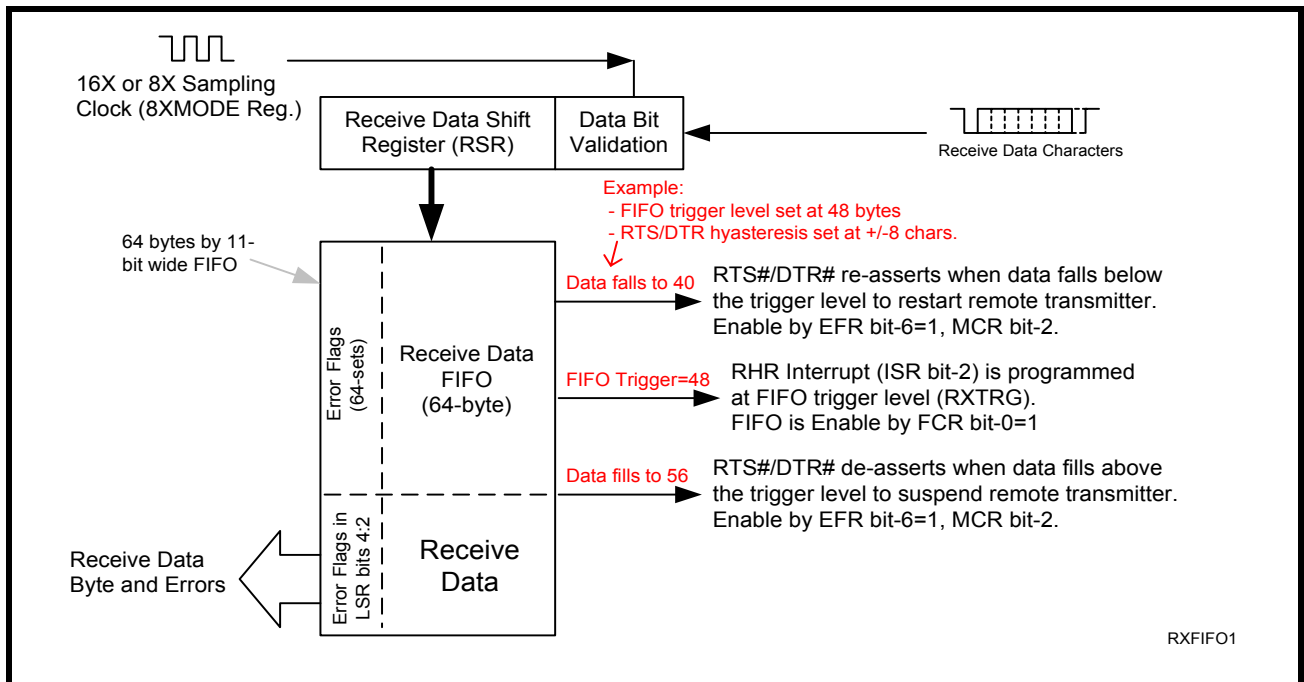 16X or 8X Sampling
Clock (8XMODE Reg.)
Receive Data Shift
Register (RSR)
Data Bit
Validation
Receive Data Characters
Example:
- FIFO trigger level set at 48 bytes
- RTS/DTR hyasteresis set at +/-8 chars.
64 bytes by 11-
bit wide FIFO
Data falls to 40
RTS#/DTR# re-asserts when data falls below
the trigger level to restart remote transmitter.
Enable by EFR bit-6=1, MCR bit-2.
Error Flags
(64-sets)
Receive Data
FIFO
(64-byte)
FIFO Trigger=48
RHR Interrupt (ISR bit-2) is programmed
at FIFO trigger level (RXTRG).
FIFO is Enable by FCR bit-0=1
Data fills to 56
RTS#/DTR# de-asserts when data fills above
the trigger level to suspend remote transmitter.
Enable by EFR bit-6=1, MCR bit-2.
Error Flags in
LSR bits 4:2
Receive
Data
Receive Data
Byte and Errors
RXFIFO1